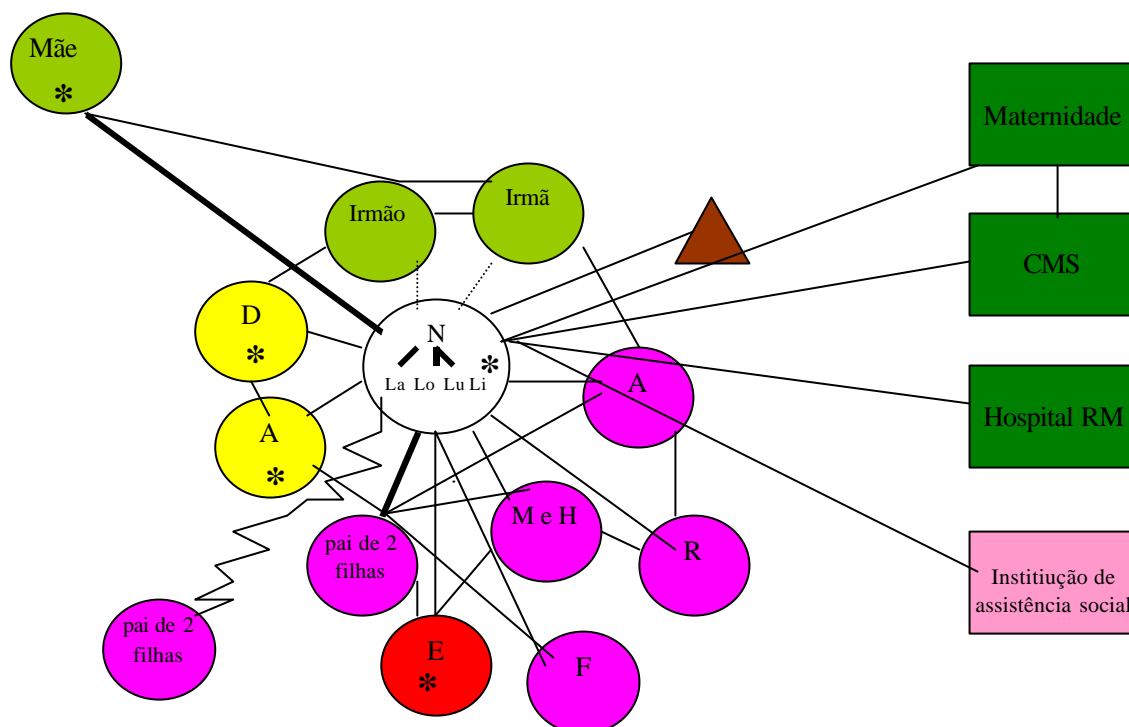 Mãe
*
Maternidade
Irmão
Irmã
CMS
D
*
N
*
La Lo Lu Li
A
A
*
Hospital RM
M e H
R
pai de 2
filhas
Institiução de
assistência social
pai de 2
filhas
E
*
F